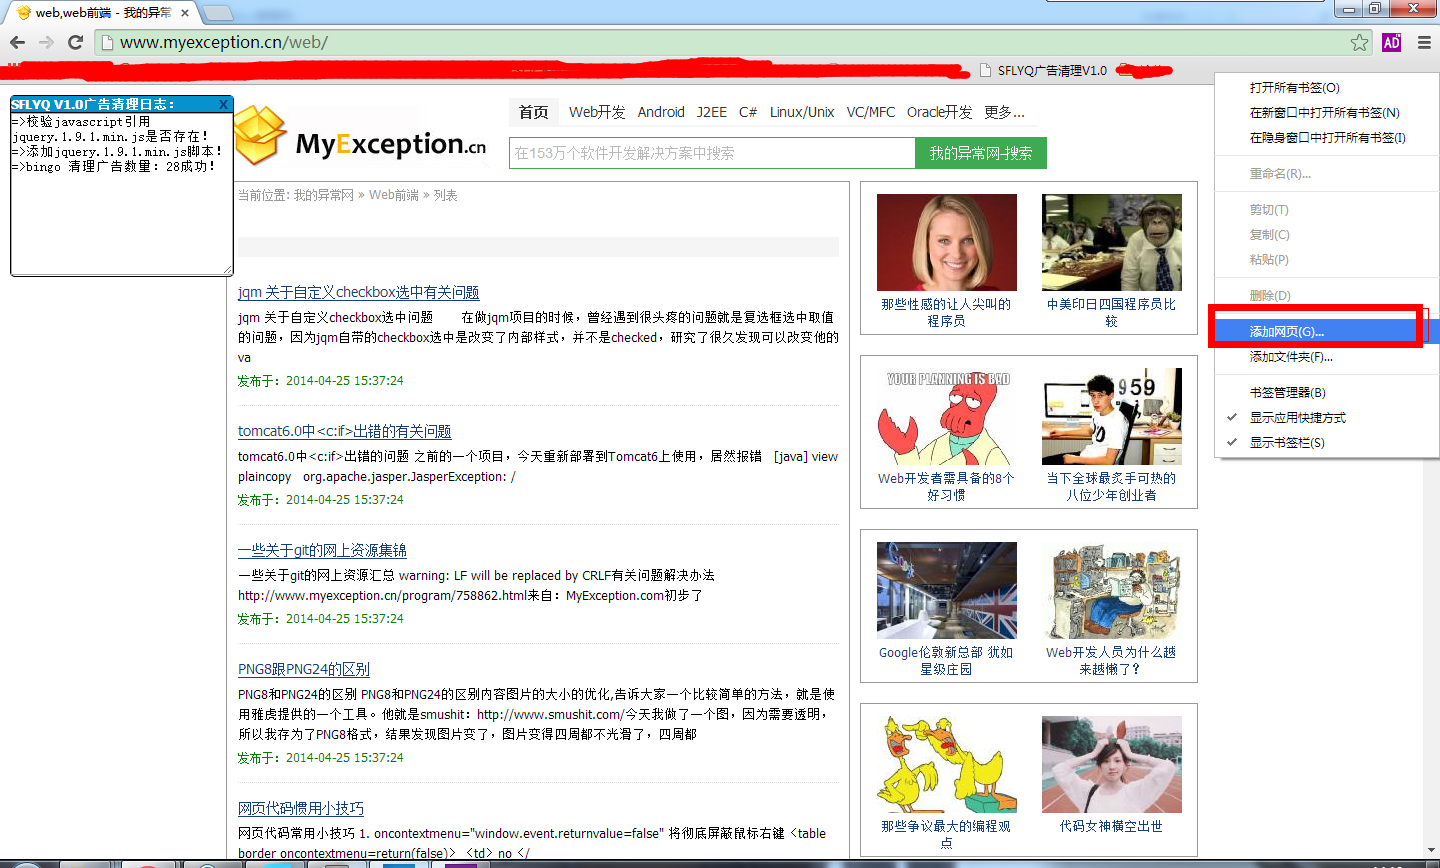 web,web前端 - 我的异常
www.myexception.cn/web/
AD
SFLYQ广告清理V1.0
SFLYQ V1.0广告清理日志：
X
=>校验javascript引用
jquery.1.9.1.min.js是否存在!
=>添加jquery.1.9.1.min.js脚本!
=>bingo 清理广告数量：28成功!
MyException.cn
首页 Web开发 Android J2EE C# Linux/Unix VC/MFC Oracle开发 更多...
在153万个软件开发解决方案中搜索
我的异常网-搜索
当前位置: 我的异常网 » Web前端 » 列表
jqm 关于自定义checkbox选中有关问题
jqm 关于自定义checkbox选中问题 在做jqm项目的时候，曾经遇到很头疼的问题就是复选框选中取值
的问题，因为jqm自带的checkbox选中是改变了内部样式，并不是checked，研究了很久发现可以改变他的
va
发布于：2014-04-25 15:37:24
tomcat6.0中<c:if>出错的有关问题
tomcat6.0中<c:if>出错的问题 之前的一个项目，今天重新部署到Tomcat6上使用，居然报错 [java] view
plaincopy org.apache.jasper.JasperException: /
发布于：2014-04-25 15:37:24
一些关于git的网上资源集锦
一些关于git的网上资源汇总 warning: LF will be replaced by CRLF有关问题解决办法
http://www.myexception.cn/program/758862.html来自：MyException.com初步了
发布于：2014-04-25 15:37:24
PNG8跟PNG24的区别
PNG8和PNG24的区别 PNG8和PNG24的区别内容图片的大小的优化,告诉大家一个比较简单的方法，就是使
用雅虎提供的一个工具。他就是smushit：http://www.smushit.com/今天我做了一个图，因为需要透明，
所以我存为了PNG8格式，结果发现图片变了，图片变得四周都不光滑了，四周都
发布于：2014-04-25 15:37:24
网页代码惯用小技巧
网页代码常用小技巧 1. oncontextmenu="window.event.returnvalue=false" 将彻底屏蔽鼠标右键 <table
border oncontextmenu=return(false)> <td> no </
那些性感的让人尖叫的
程序员
中美印日四国程序员比
较
YOUR PLANNING IS BAD
959
Web开发者需具备的8个
好习惯
当下全球最炙手可热的
八位少年创业者
Google
Google伦敦新总部 犹如
星级庄园
Web开发人员为什么越
来越懒了？
那些争议最大的编程观
点
代码女神横空出世
打开所有书签(O)
在新窗口中打开所有书签(N)
在隐身窗口中打开所有书签(I)
重命名(R)...
剪切(T)
复制(C)
粘贴(P)
删除(D)
添加网页(G)...
添加文件夹(F)...
书签管理器(B)
显示应用快捷方式
显示书签栏(S)